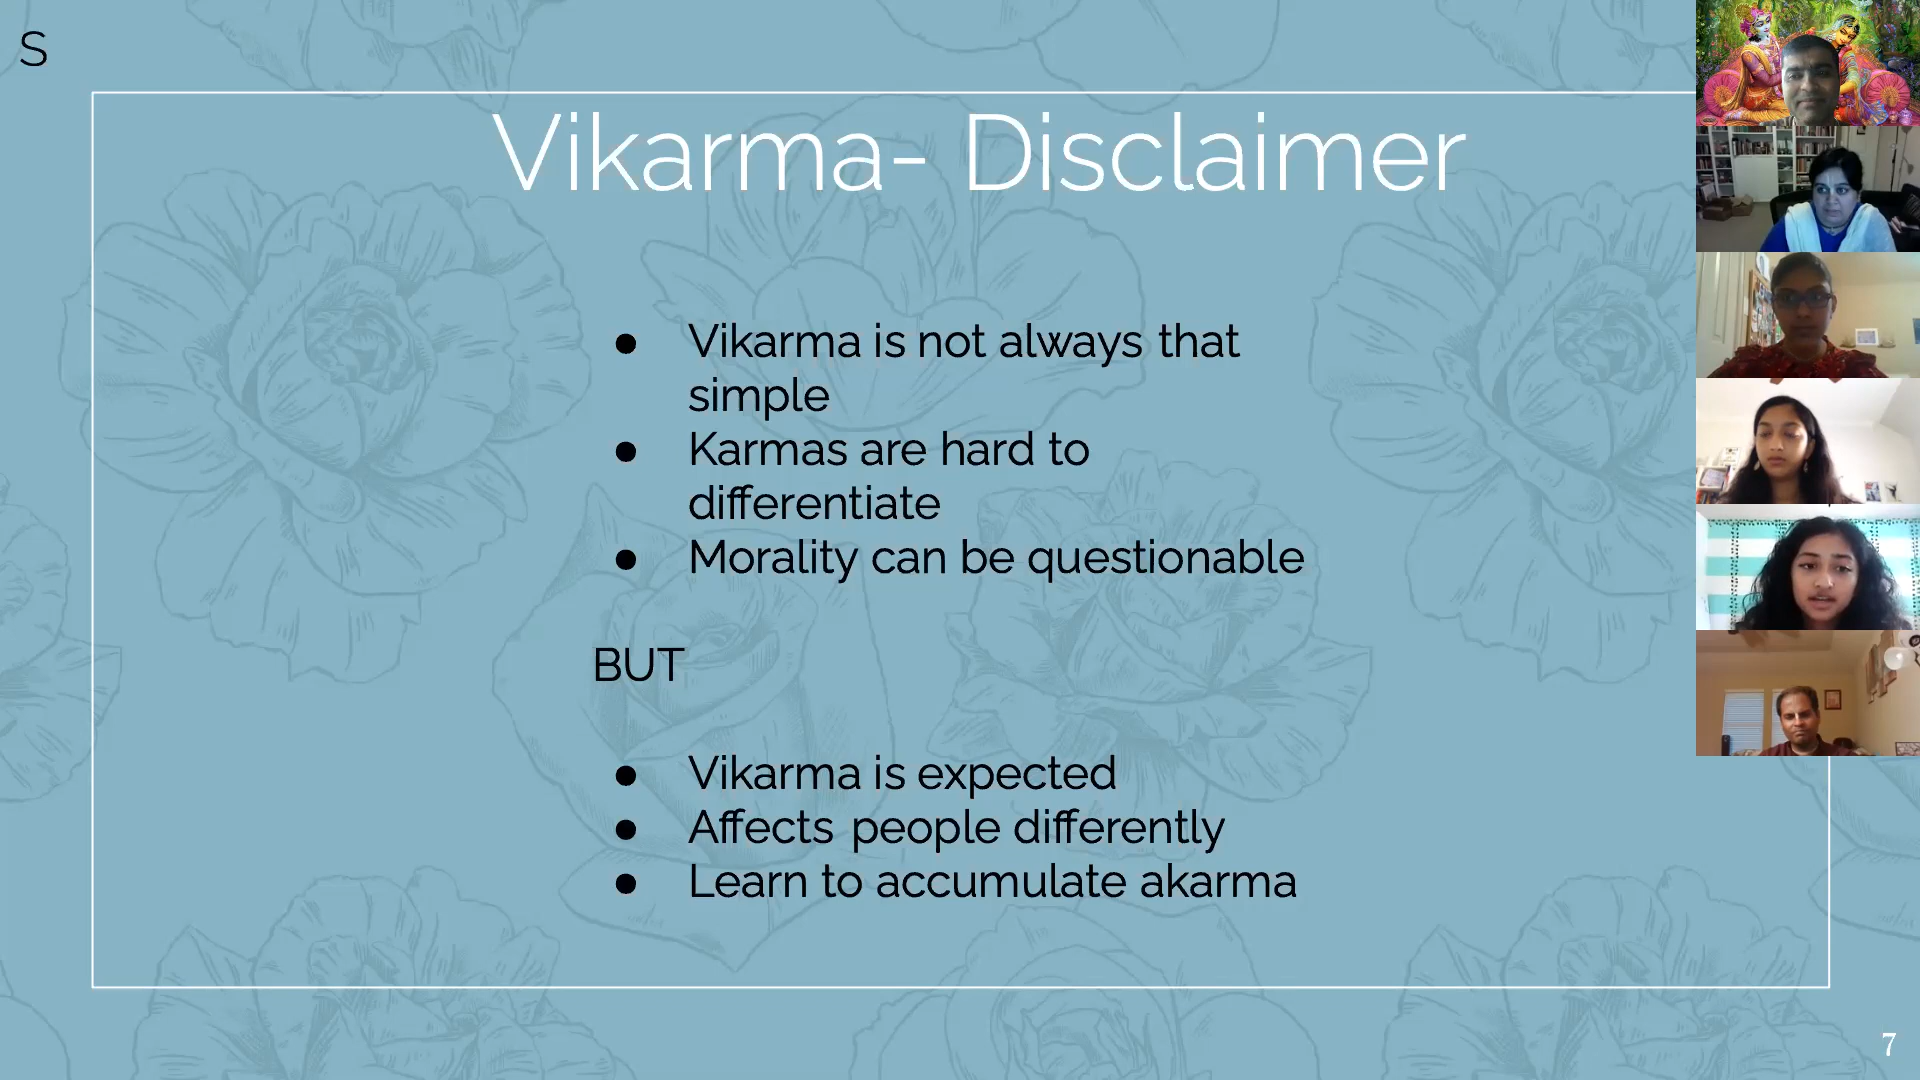 S
Vikarma- Disclaimer
● Vikarma is not always that
simple
● Karmas are hard to
differentiate
● Morality can be questionable
BUT
● Vikarma is expected
● Affects people differently
● Learn to accumulate akarma
7